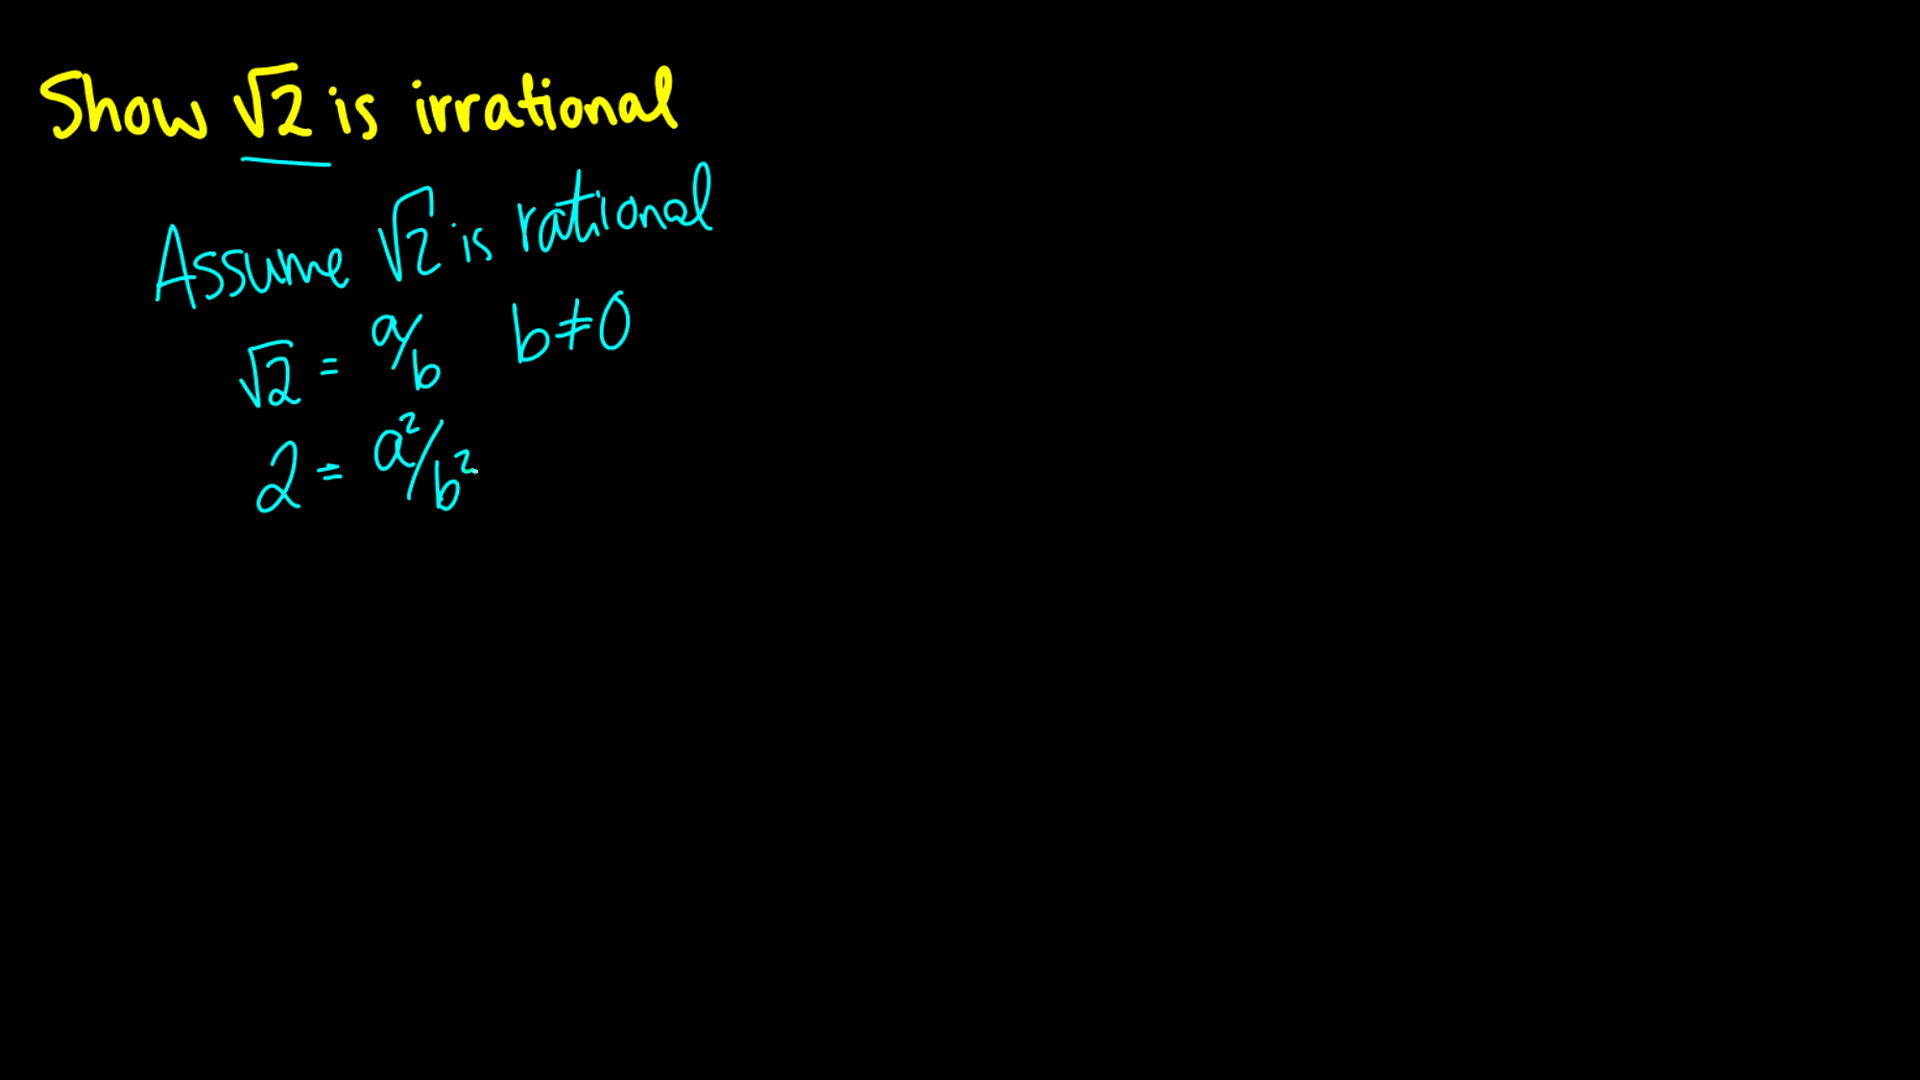 Show √2 is irrational
Assume √2 is rational
√2 = a/b b≠0
2 = a²/b²